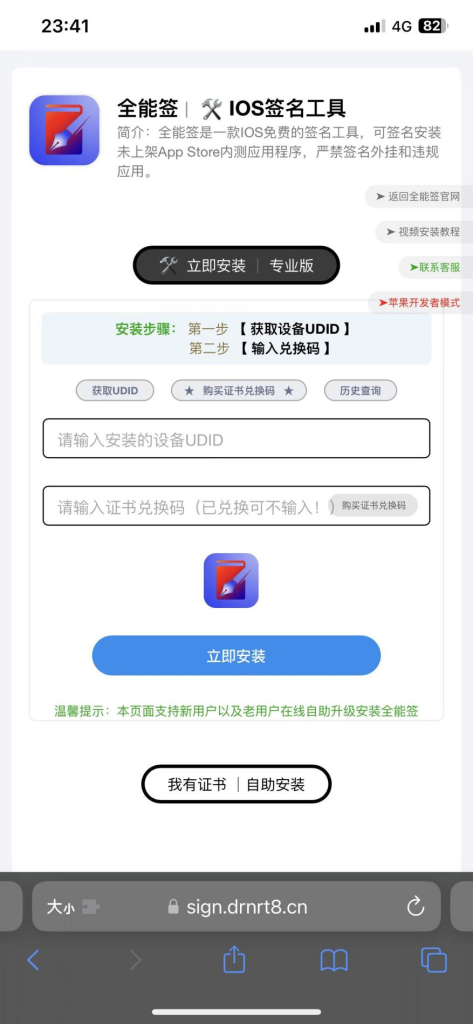 23:41
4G 82
全能签 | IOS签名工具
简介：全能签是一款IOS免费的签名工具，可签名安装
未上架App Store内测应用程序，严禁签名外挂和违规
应用。
➤ 返回全能签官网
➤ 视频安装教程
➤联系客服
立即安装 | 专业版
➤苹果开发者模式
安装步骤： 第一步 【 获取设备UDID 】
第二步 【 输入兑换码 】
获取UDID
★ 购买证书兑换码 ★
历史查询
请输入安装的设备UDID
请输入证书兑换码（已兑换可不输入！）
购买证书兑换码
立即安装
温馨提示：本页面支持新用户以及老用户在线自助升级安装全能签
我有证书 | 自助安装
大小
sign.drnrt8.cn